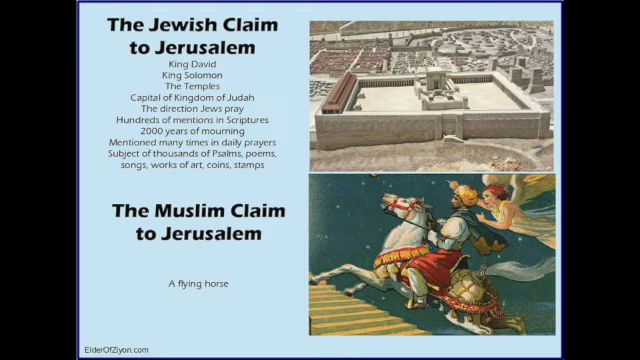 The Jewish Claim
to Jerusalem
King David
King Solomon
The Temples
Capital of Kingdom of Judah
The direction Jews pray
Hundreds of mentions in Scriptures
2000 years of mourning
Mentioned many times in daily prayers
Subject of thousands of Psalms, poems,
songs, works of art, coins, stamps
The Muslim Claim
to Jerusalem
A flying horse
ElderOfZiyon.com